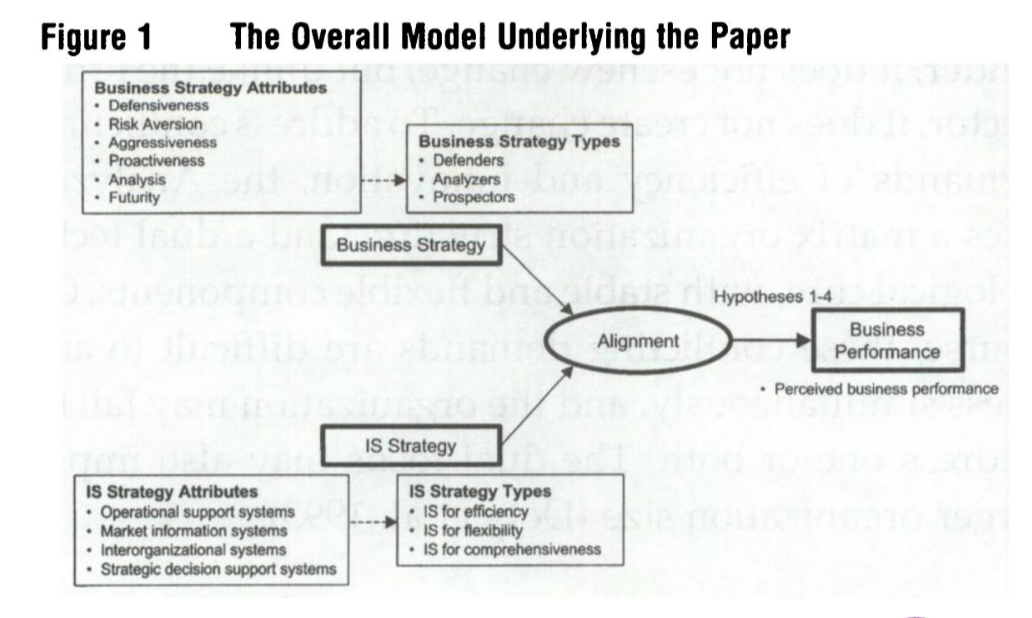 Figure 1 The Overall Model Underlying the Paper
Business Strategy Attributes
• Defensiveness
• Risk Aversion
• Aggressiveness
• Proactiveness
• Analysis
• Futurity
Business Strategy Types
• Defenders
• Analyzers
• Prospectors
Business Strategy
Hypotheses 1-4
Alignment
Business
Performance
• Perceived business performance
IS Strategy
IS Strategy Attributes
• Operational support systems
• Market information systems
• Interorganizational systems
• Strategic decision support systems
IS Strategy Types
• IS for efficiency
• IS for flexibility
• IS for comprehensiveness